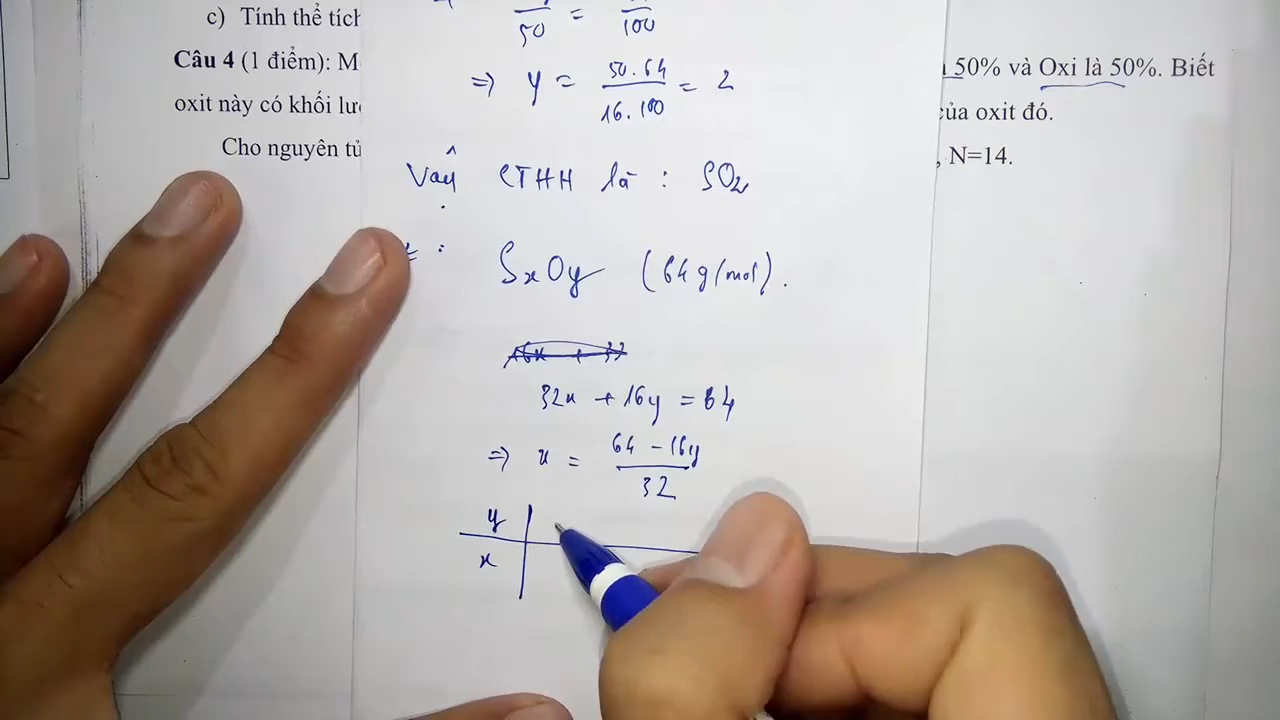 c) Tính thể tích
Câu 4 (1 điểm): M
50% và Oxi là 50%. Biết
oxit này có khối lư
của oxit đó.
Cho nguyên tử
, N=14.
50 = 100
=> y = 50.64 / 16.100 = 2
Vậy CTHH là : SO2
SxOy (64 g/mol).
32x + 16y = 64
=> x = 64 - 16y / 32
y
x